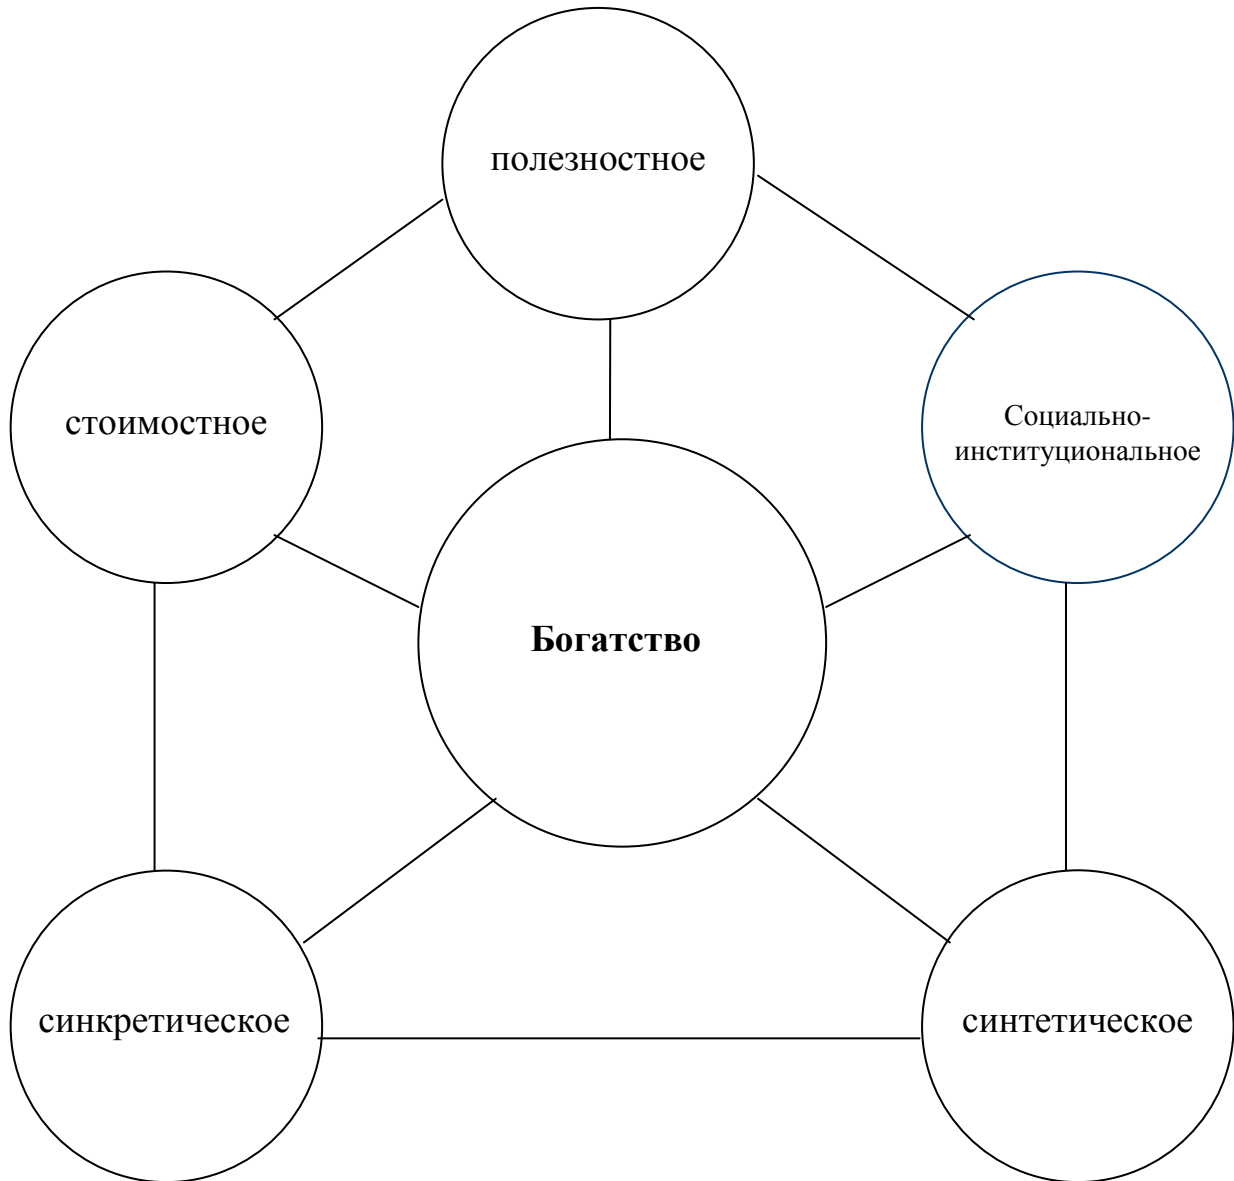 полезностное
стоимостное
Социально-
институциональное
Богатство
синкретическое
синтетическое